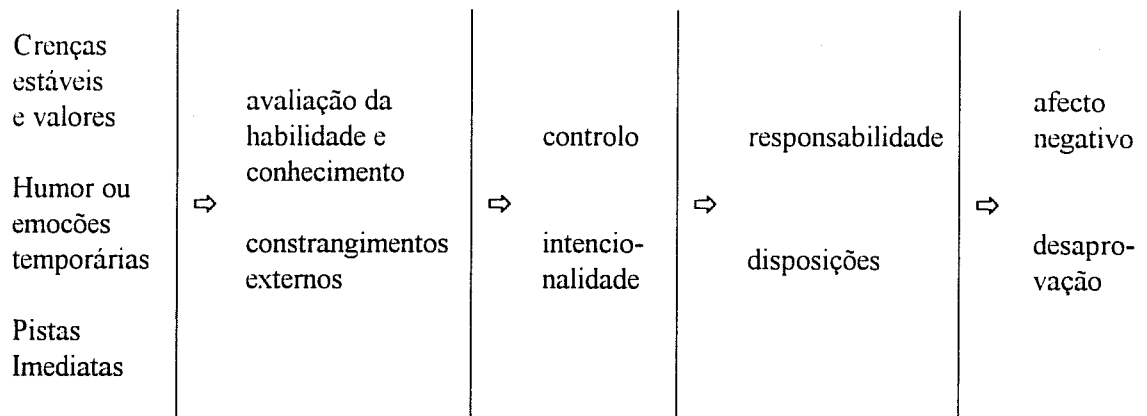 Crenças
estáveis
e valores
Humor ou
emocões
temporárias
Pistas
Imediatas
⇨
avaliação da
habilidade e
conhecimento
constrangimentos
externos
⇨
controlo
intencio-
nalidade
⇨
responsabilidade
disposições
⇨
afecto
negativo
desapro-
vação